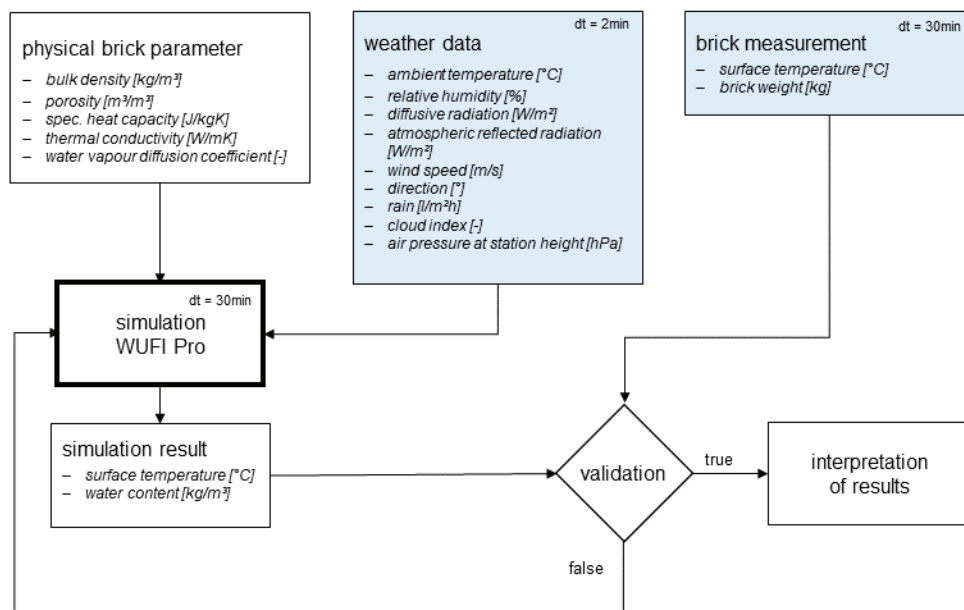 physical brick parameter
– bulk density [kg/m³]
– porosity [m³/m³]
– spec. heat capacity [J/kgK]
– thermal conductivity [W/mK]
– water vapour diffusion coefficient [-]
dt = 2min
weather data
– ambient temperature [°C]
– relative humidity [%]
– diffusive radiation [W/m²]
– atmospheric reflected radiation
[W/m²]
– wind speed [m/s]
– direction [°]
– rain [l/m²h]
– cloud index [-]
– air pressure at station height [hPa]
dt = 30min
brick measurement
– surface temperature [°C]
– brick weight [kg]
dt = 30min
simulation
WUFI Pro
simulation result
– surface temperature [°C]
– water content [kg/m³]
validation
true
interpretation
of results
false